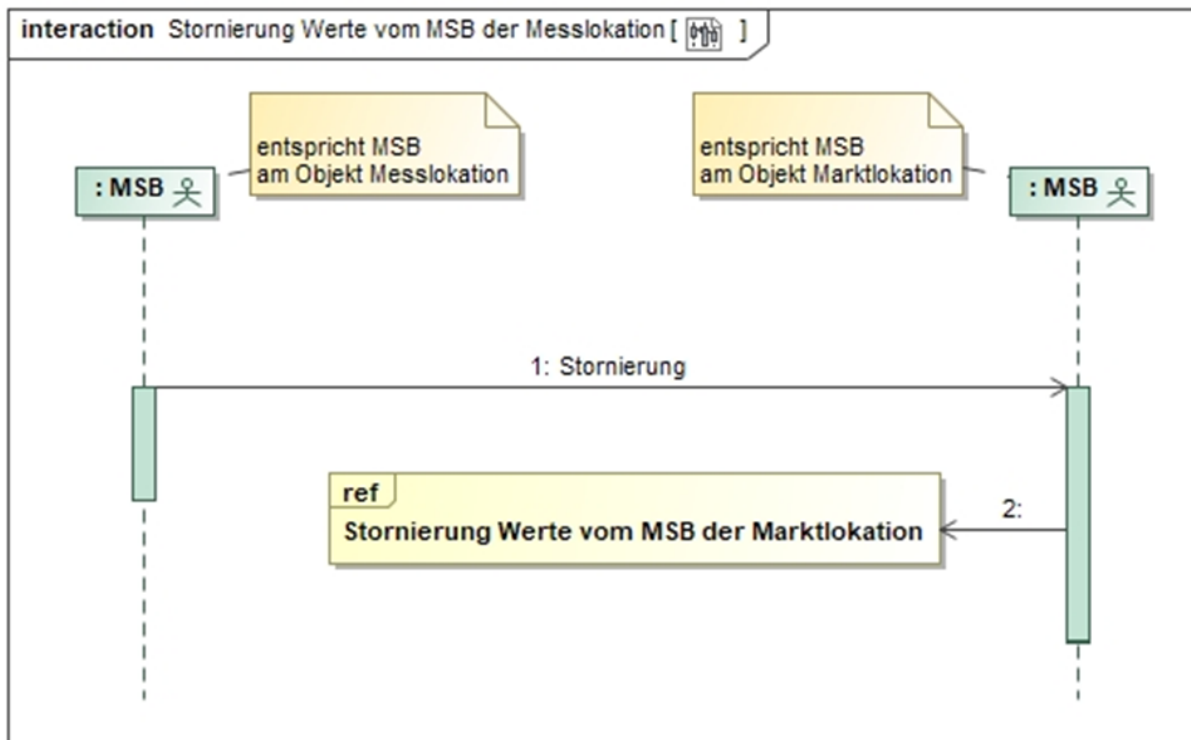 interaction Stornierung Werte vom MSB der Messlokation [ ]
entspricht MSB
am Objekt Messlokation
entspricht MSB
am Objekt Marktlokation
: MSB
: MSB
1: Stornierung
ref
2:
Stornierung Werte vom MSB der Marktlokation